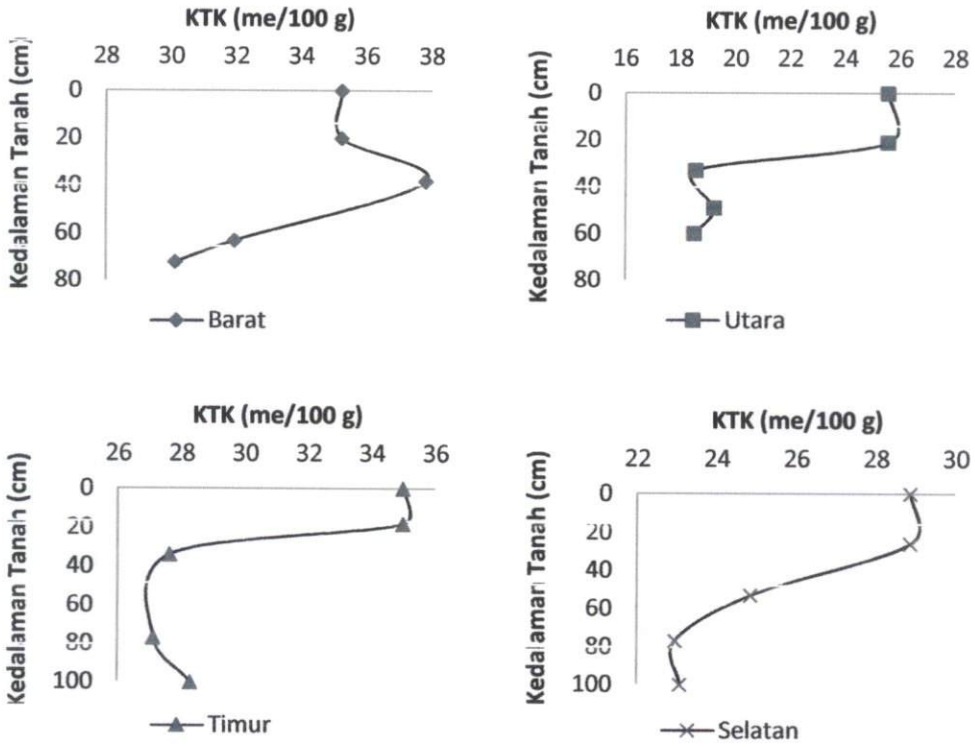 KTK (me/100 g)
28 30 32 34 36 38
Kedalaman Tanah (cm)
0
20
40
60
80
Barat
KTK (me/100 g)
16 18 20 22 24 26 28
Kedalaman Tanah (cm)
0
20
40
60
80
Utara
KTK (me/100 g)
26 28 30 32 34 36
Kedalaman Tanah (cm)
0
20
40
60
80
100
Timur
KTK (me/100 g)
22 24 26 28 30
Kedalaman Tanah (cm)
0
20
40
60
80
100
Selatan